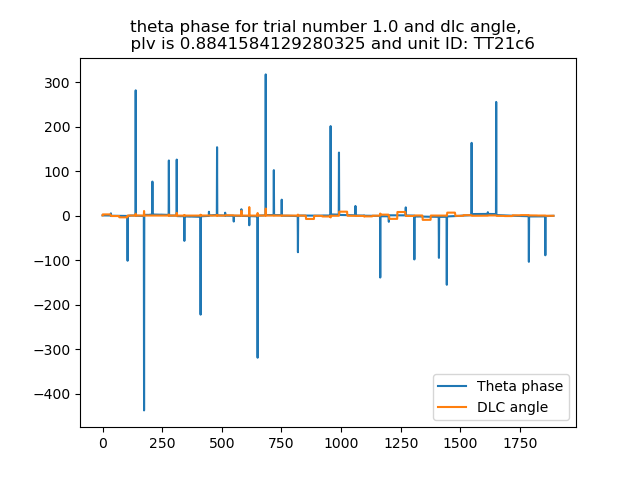 theta phase for trial number 1.0 and dlc angle,
plv is 0.8841584129280325 and unit ID: TT21c6
300
200
100
0
−100
−200
−300
−400
Theta phase
DLC angle
0 250 500 750 1000 1250 1500 1750